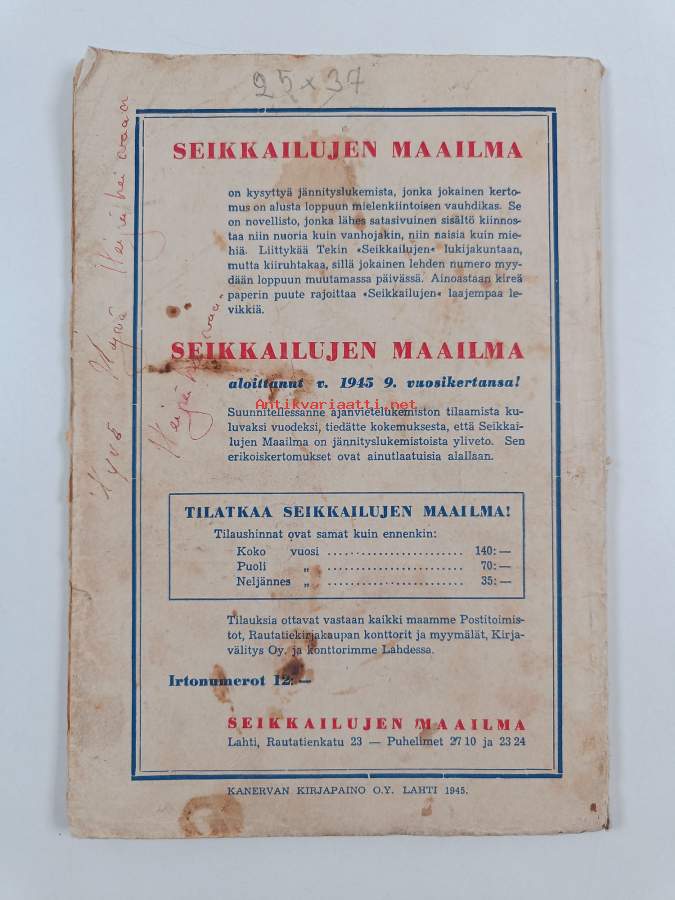 25 x 37
SEIKKAILUJEN MAAILMA
on kysyttyä jännityslukemista, jonka jokainen kerto-
mus on alusta loppuun mielenkiintoisen vauhdikas. Se
on novellisto, jonka lähes satasivuinen sisältö kiinnos-
taa niin nuoria kuin vanhojakin, niin naisia kuin mie-
hiä. Liittykää Tekin «Seikkailujen« lukijakuntaan,
mutta kiiruhtakaa, sillä jokainen lehden numero myy-
dään loppuun muutamassa päivässä. Ainoastaan kireä
paperin puute rajoittaa «Seikkailujen« laajempaa le-
vikkiä.
SEIKKAILUJEN MAAILMA
aloittanut v. 1945 9. vuosikertansa!
Antikvariaatti.net
Suunnitellessanne ajanvietelukemiston tilaamista ku-
luvaksi vuodeksi, tiedätte kokemuksesta, että Seikkai-
lujen Maailma on jännityslukemistoista yliveto. Sen
erikoiskertomukset ovat ainutlaatuisia alallaan.
TILATKAA SEIKKAILUJEN MAAILMA!
Tilaushinnat ovat samat kuin ennenkin:
Koko vuosi ........................ 140:—
Puoli „ ........................ 70:—
Neljännes „ ........................ 35:—
Tilauksia ottavat vastaan kaikki maamme Postitoimis-
tot, Rautatiekirjakaupan konttorit ja myymälät, Kirja-
välitys Oy. ja konttorimme Lahdessa.
Irtonumerot 12:—
SEIKKAILUJEN MAAILMA
Lahti, Rautatienkatu 23 — Puhelimet 27 10 ja 23 24
KANERVAN KIRJAPAINO O.Y. LAHTI 1945.